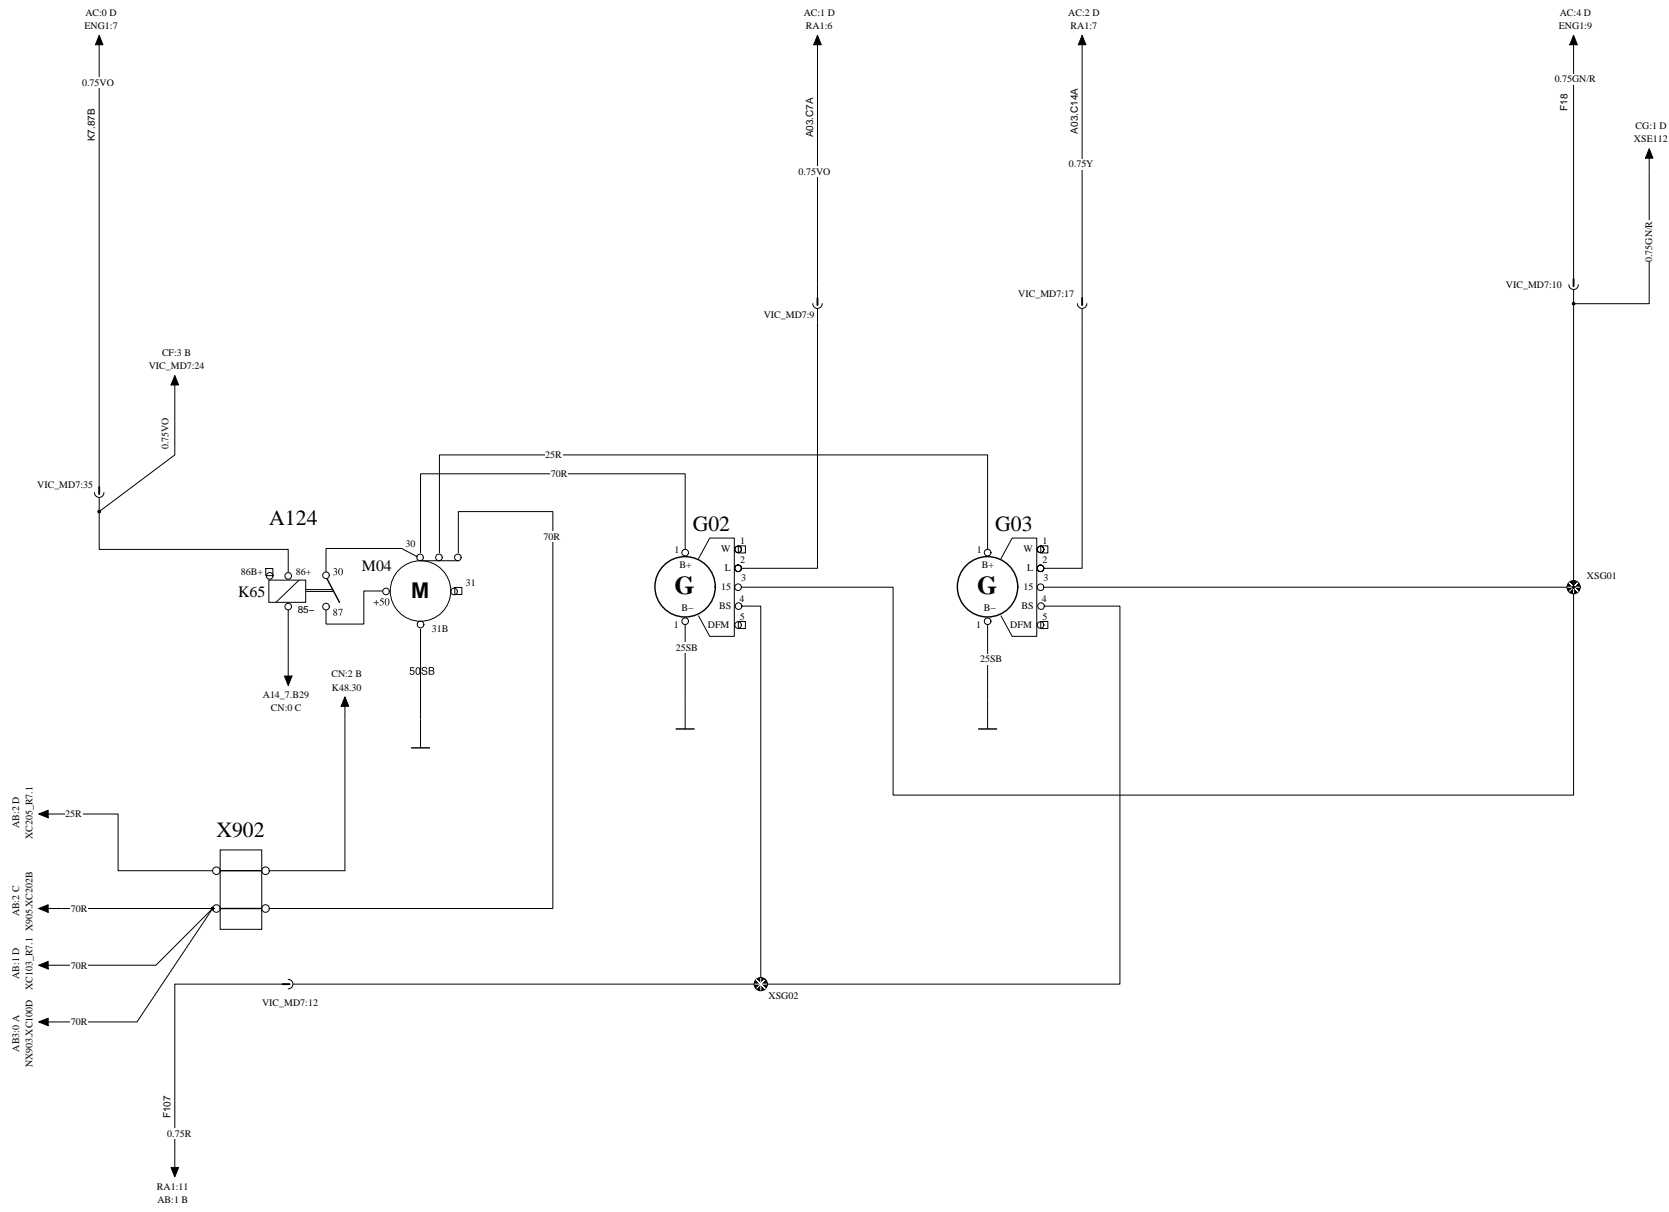 AC:0 D
ENG1:7
0.75VO
K7.87B
AC:1 D
RA1:6
A03.C7A
0.75VO
VIC_MD7:9
AC:2 D
RA1:7
A03.C14A
0.75Y
VIC_MD7:17
AC:4 D
ENG1:9
0.75GN/R
F18
VIC_MD7:10
CG:1 D
XSE112
0.75GN/R
CF:3 B
VIC_MD7:24
0.75VO
VIC_MD7:35
25R
70R
70R
A124
86B+
86+
30
K65
85–
87
A14_7.B29
CN:0 C
30
M04
M
31
+50
31B
50SB
G02
1
B+
G
B–
1
25SB
W
1
L
2
15
3
BS
4
DFM
5
G03
1
B+
G
B–
1
25SB
W
1
L
2
15
3
BS
4
DFM
5
XSG01
CN:2 B
K48.30
AB:2 D
XC205_R7.1
25R
X902
AB:2 C
X905.XC202B
70R
AB:1 D
XC103_R7.1
70R
AB3:0 A
NX903.XC100D
70R
VIC_MD7:12
XSG02
F107
0.75R
RA1:11
AB:1 B